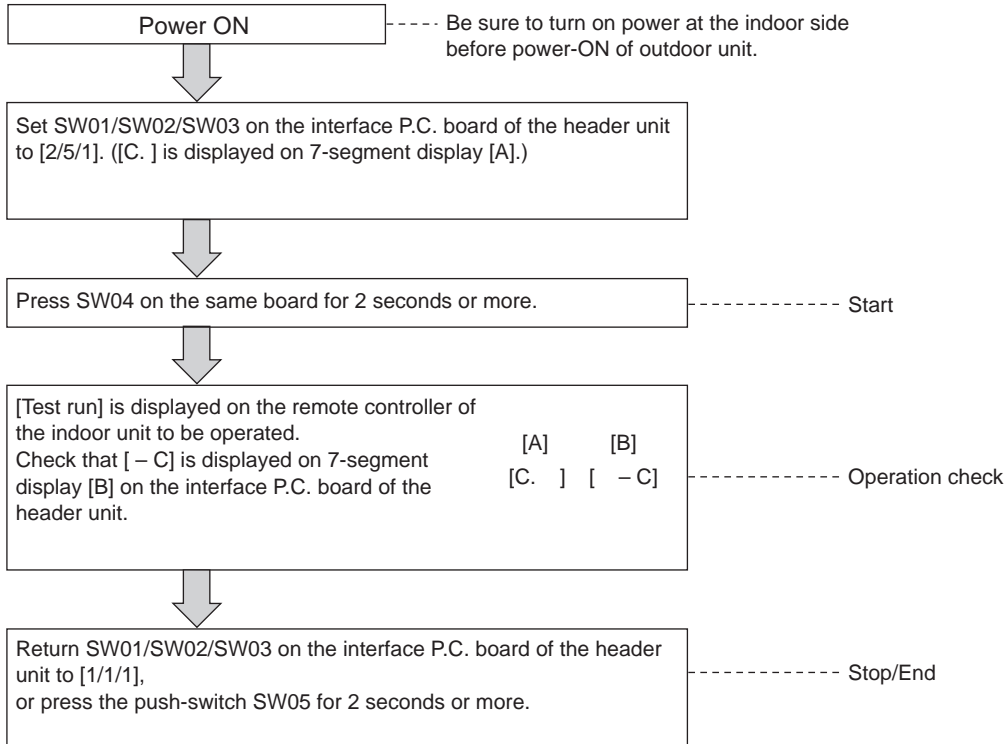 Power ON
Be sure to turn on power at the indoor side
before power-ON of outdoor unit.
Set SW01/SW02/SW03 on the interface P.C. board of the header unit
to [2/5/1]. ([C. ] is displayed on 7-segment display [A].)
Press SW04 on the same board for 2 seconds or more.
Start
[Test run] is displayed on the remote controller of
the indoor unit to be operated.
Check that [ – C] is displayed on 7-segment
display [B] on the interface P.C. board of the
header unit.
[A] [B]
[C. ] [ – C]
Operation check
Return SW01/SW02/SW03 on the interface P.C. board of the header
unit to [1/1/1],
or press the push-switch SW05 for 2 seconds or more.
Stop/End